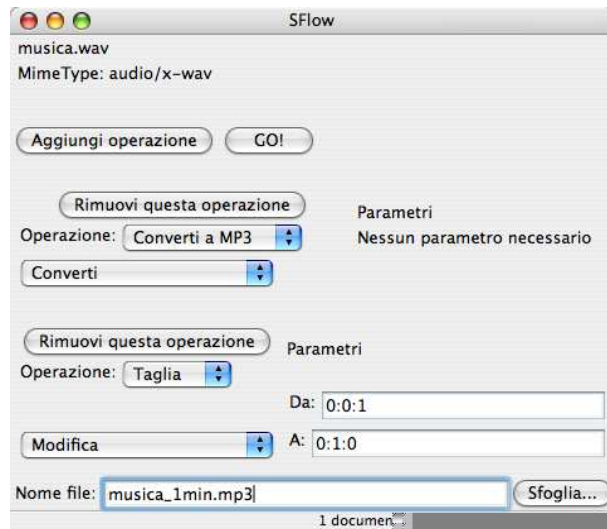 SFlow
musica.wav
MimeType: audio/x-wav
Aggiungi operazione GO!
Rimuovi questa operazione
Parametri
Operazione: Converti a MP3 Nessun parametro necessario
Converti
Rimuovi questa operazione Parametri
Operazione: Taglia
Da: 0:0:1
Modifica A: 0:1:0
Nome file: musica_1min.mp3 Sfoglia...
1 documen